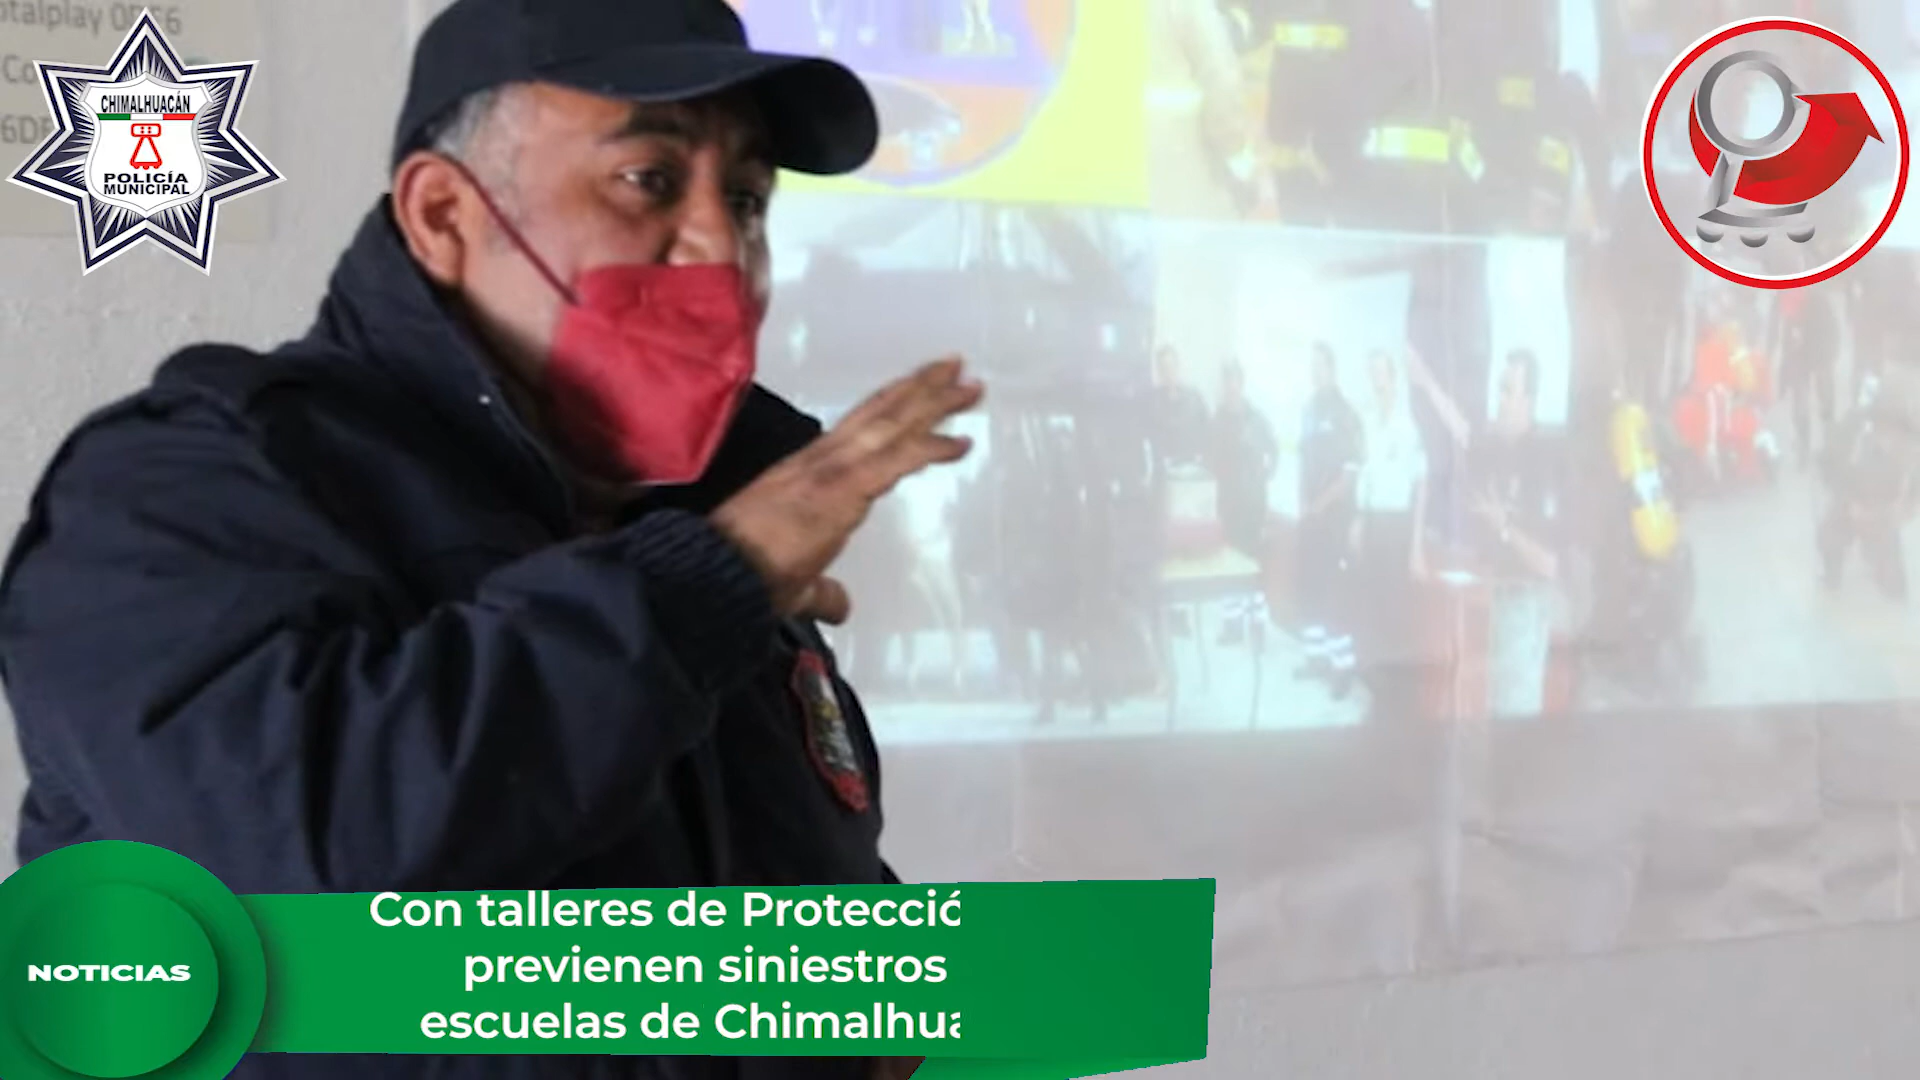 CHIMALHUACÁN
POLICÍA
MUNICIPAL
NOTICIAS
Con talleres de Protecció
previenen siniestros
escuelas de Chimalhua